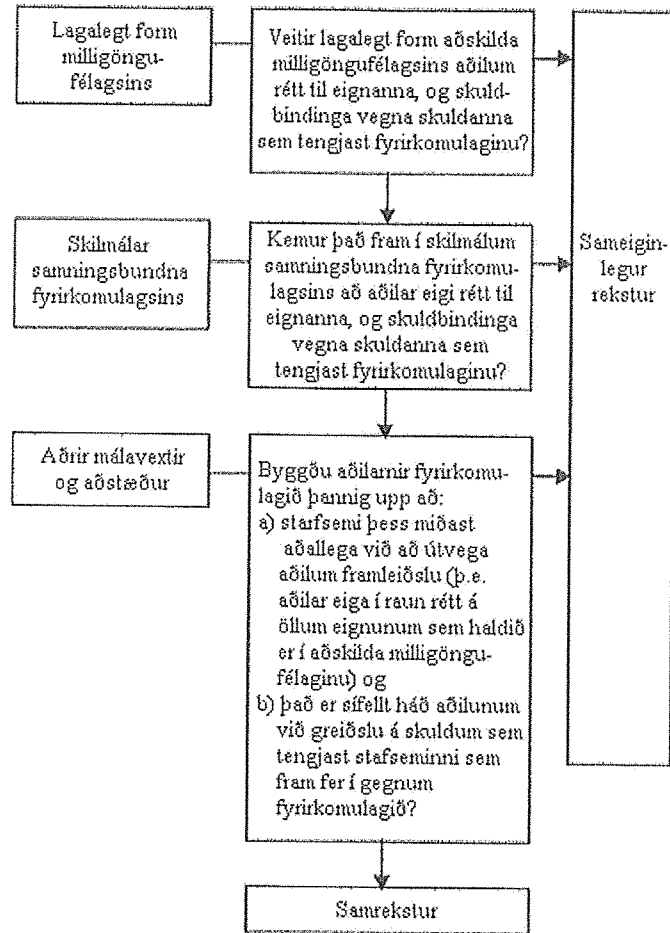 Lagalegt form
milligöngu-
félagsins
Veitir lagalegt form aðskilda
milligöngufélagsins aðilum
rétt til eignanna, og skuld-
bindinga vegna skuldanna
sem tengjast fyrirkomulaginu?
Skilmálar
samningsbundna
fyrirkomulagsins
Kemur það fram í skilmálum
samningsbundna fyrirkomu-
lagsins að aðilar eigi rétt til
eignanna, og skuldbindinga
vegna skuldanna sem
tengjast fyrirkomulaginu?
Sameigin-
legur
rekstur
Aðrir málavextir
og aðstæður
Byggðu aðilarnir fyrirkomu-
lagið þannig upp að:
a) starfsemi þess miðast
aðallega við að útvega
aðilum framleiðslu (þ.e.
aðilar eiga í raun rétt á
öllum eignunum sem haldið
er í aðskilda milligöngu-
félaginu) og
b) það er sífellt háð aðilunum
við greiðslu á skuldum sem
tengjast stafseminni sem
fram fer í gegnum
fyrirkomulagið?
Samrekstur